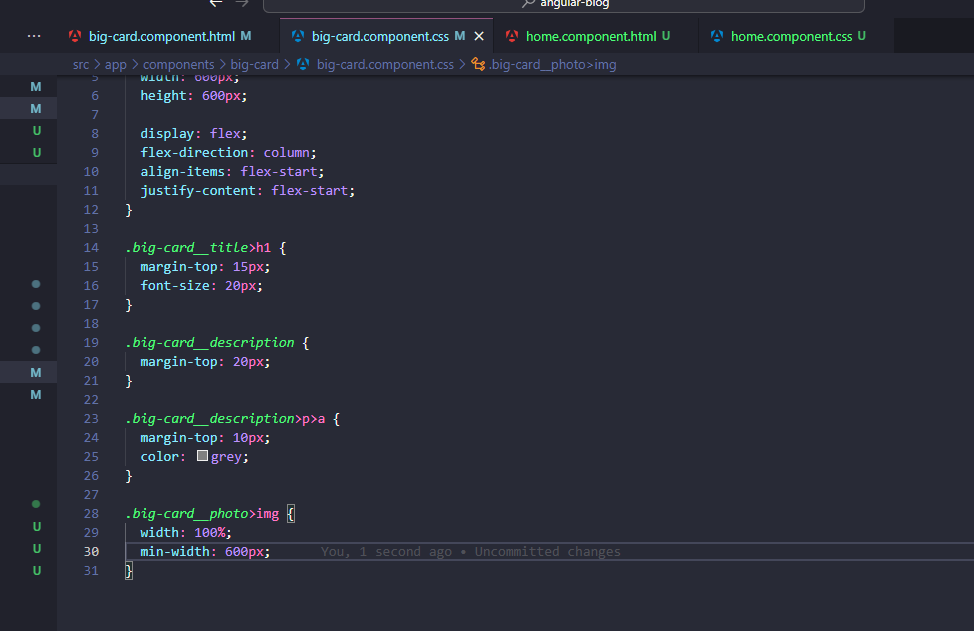 angular-blog
big-card.component.html M
big-card.component.css M
home.component.html U
home.component.css U
src > app > components > big-card > big-card.component.css > .big-card__photo>img
M
M
U
U
M
M
U
U
U
5 width: 600px;
6 height: 600px;
7
8 display: flex;
9 flex-direction: column;
10 align-items: flex-start;
11 justify-content: flex-start;
12 }
13
14 .big-card__title>h1 {
15 margin-top: 15px;
16 font-size: 20px;
17 }
18
19 .big-card__description {
20 margin-top: 20px;
21 }
22
23 .big-card__description>p>a {
24 margin-top: 10px;
25 color: grey;
26 }
27
28 .big-card__photo>img {
29 width: 100%;
30 min-width: 600px; You, 1 second ago • Uncommitted changes
31 }